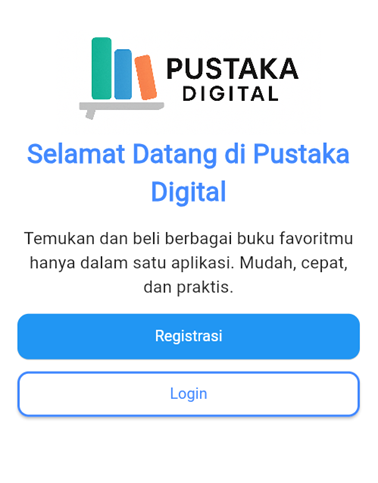 PUSTAKA
DIGITAL
Selamat Datang di Pustaka
Digital
Temukan dan beli berbagai buku favoritmu
hanya dalam satu aplikasi. Mudah, cepat,
dan praktis.
Registrasi
Login